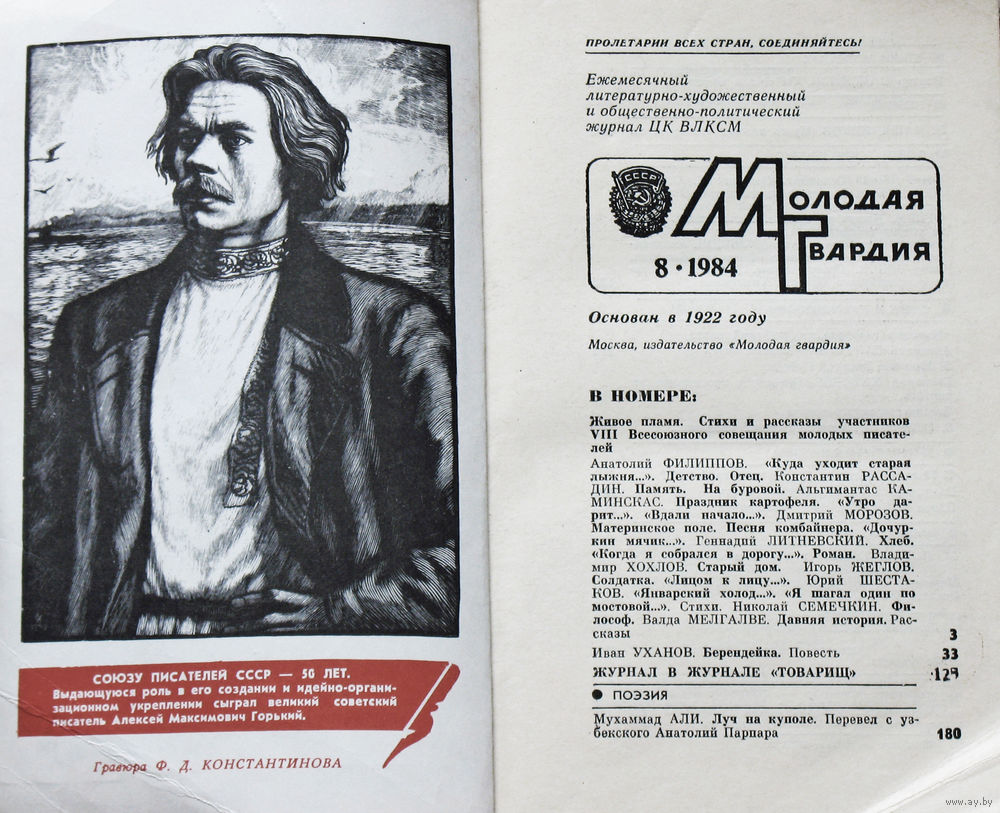 СОЮЗУ ПИСАТЕЛЕЙ СССР — 50 ЛЕТ.
Выдающуюся роль в его создании и идейно-органи-
зационном укреплении сыграл великий советский
писатель Алексей Максимович Горький.
Гравюра Ф. Д. КОНСТАНТИНОВА
ПРОЛЕТАРИИ ВСЕХ СТРАН, СОЕДИНЯЙТЕСЬ!
Ежемесячный
литературно-художественный
и общественно-политический
журнал ЦК ВЛКСМ
СССР
МОЛОДАЯ
ГВАРДИЯ
8 • 1984
Основан в 1922 году
Москва, издательство «Молодая гвардия»
В НОМЕРЕ:
Живое пламя. Стихи и рассказы участников
VIII Всесоюзного совещания молодых писате-
лей
Анатолий ФИЛИППОВ. «Куда уходит старая
лыжня...». Детство. Отец. Константин РАССА-
ДИН. Память. На буровой. Альгимантас КА-
МИНСКАС. Праздник картофеля. «Утро да-
рит...». «Вдали начало...». Дмитрий МОРОЗОВ.
Материнское поле. Песня комбайнера. «Дочур-
кин мячик...». Геннадий ЛИТНЕВСКИЙ. Хлеб.
«Когда я собрался в дорогу...». Роман. Влади-
мир ХОХЛОВ. Старый дом. Игорь ЖЕГЛОВ.
Солдатка. «Лицом к лицу...». Юрий ШЕСТА-
КОВ. «Январский холод...». «Я шагал один по
мостовой...». Стихи. Николай СЕМЕЧКИН. Фи-
лософ. Валда МЕЛГАЛВЕ. Давняя история. Рас-
сказы 3
Иван УХАНОВ. Берендейка. Повесть 33
ЖУРНАЛ В ЖУРНАЛЕ «ТОВАРИЩ»
● ПОЭЗИЯ
Мухаммад АЛИ. Луч на куполе. Перевел с уз-
бекского Анатолий Парпара 180
www.ay.by